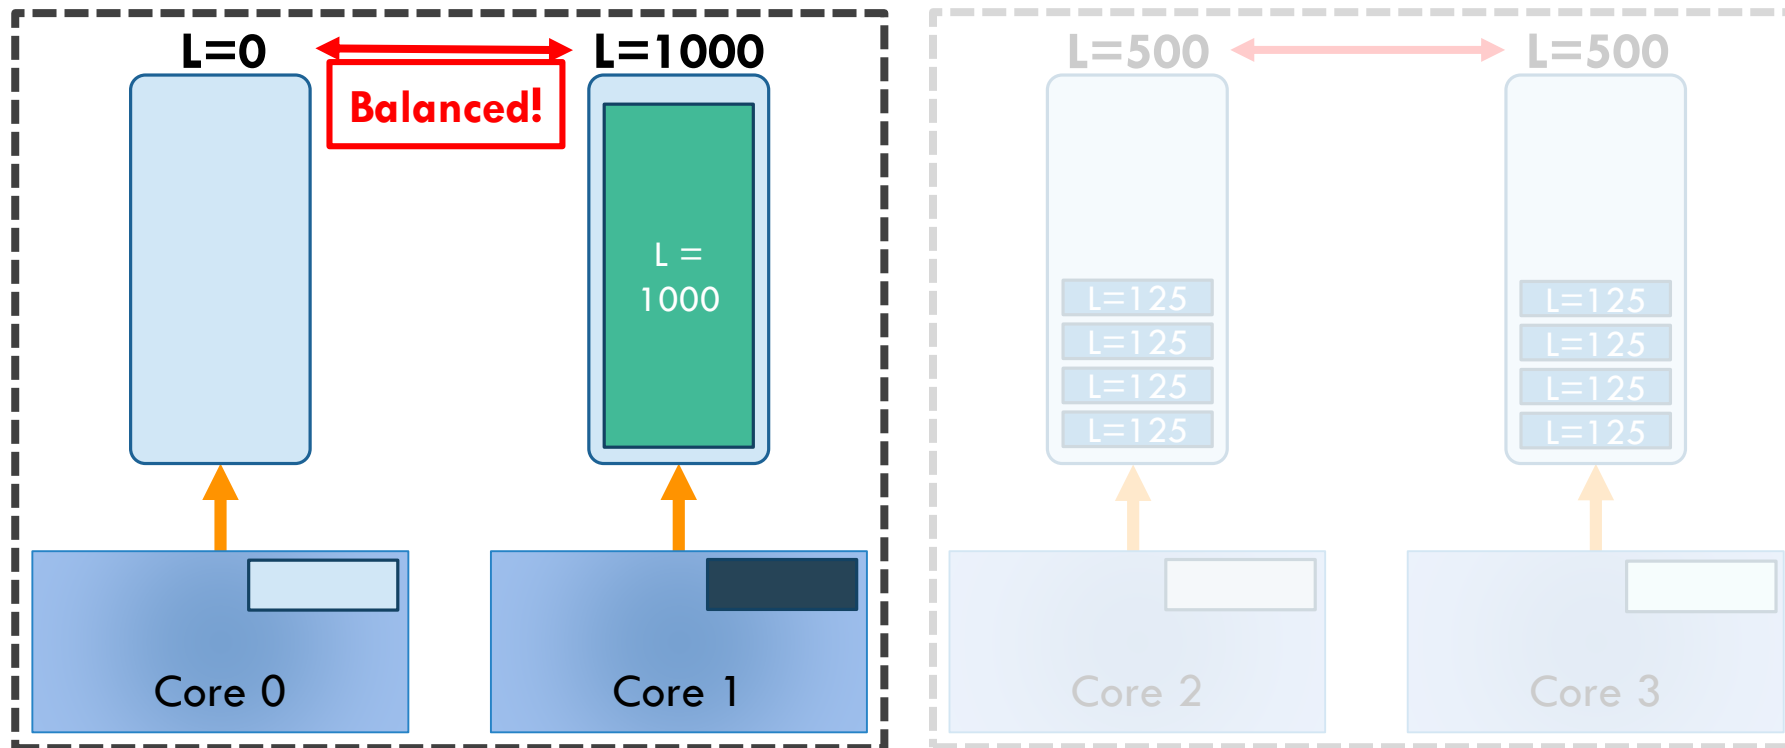 L=0
L=1000
Balanced!
L =
1000
Core 0
Core 1
L=500
L=500
L=125
L=125
L=125
L=125
L=125
L=125
L=125
L=125
Core 2
Core 3